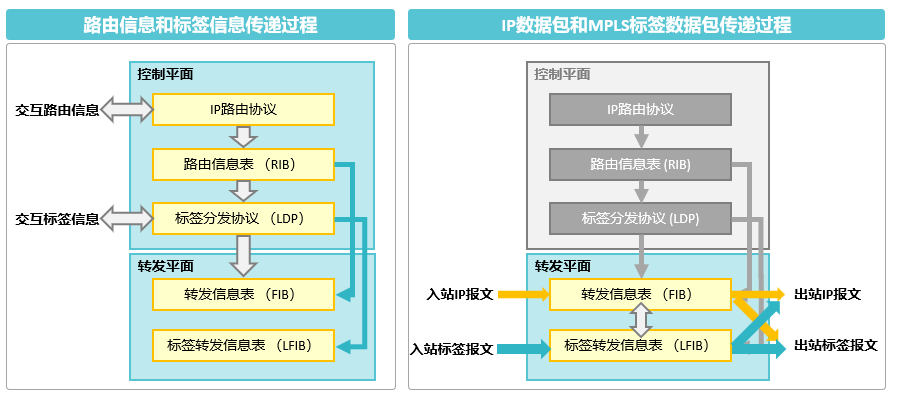 路由信息和标签信息传递过程
控制平面
交互路由信息
IP路由协议
路由信息表 （RIB）
交互标签信息
标签分发协议 （LDP）
转发平面
转发信息表 （FIB）
标签转发信息表 （LFIB）
IP数据包和MPLS标签数据包传递过程
控制平面
IP路由协议
路由信息表 (RIB)
标签分发协议 (LDP)
转发平面
入站IP报文
转发信息表 （FIB）
出站IP报文
入站标签报文
标签转发信息表 （LFIB）
出站标签报文